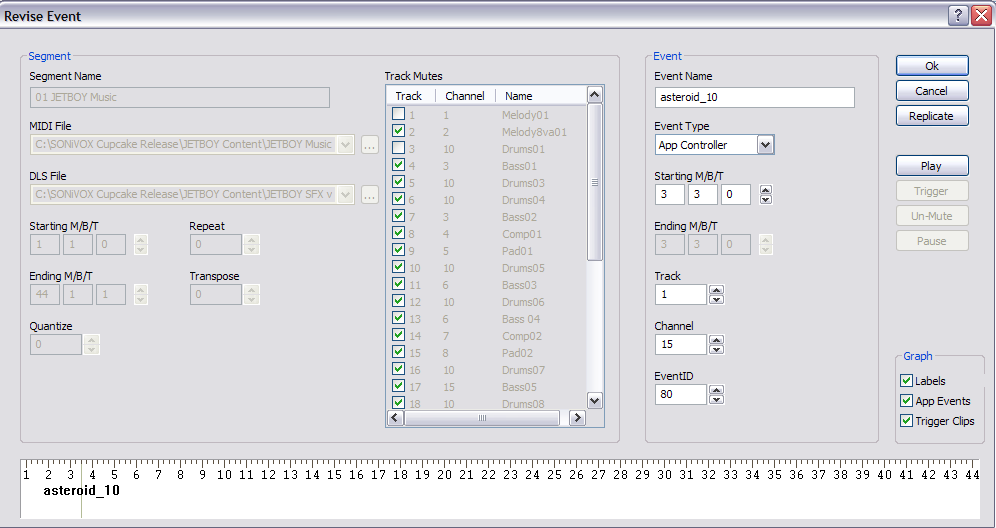 Revise Event
Segment
Segment Name
01 JETBOY Music
MIDI File
C:\SONiVOX Cupcake Release\JETBOY Content\JETBOY Music
...
DLS File
C:\SONiVOX Cupcake Release\JETBOY Content\JETBOY SFX v
...
Starting M/B/T
1 1 0
Repeat
0
Ending M/B/T
44 1 1
Transpose
0
Quantize
0
Track Mutes
Track Channel Name
1 1 Melody01
2 2 Melody8va01
3 10 Drums01
4 3 Bass01
5 10 Drums03
6 10 Drums04
7 3 Bass02
8 4 Comp01
9 5 Pad01
10 10 Drums05
11 6 Bass03
12 10 Drums06
13 6 Bass 04
14 7 Comp02
15 8 Pad02
16 10 Drums07
17 15 Bass05
18 10 Drums08
Event
Event Name
asteroid_10
Event Type
App Controller
Starting M/B/T
3 3 0
Ending M/B/T
3 3 0
Track
1
Channel
15
EventID
80
Ok
Cancel
Replicate
Play
Trigger
Un-Mute
Pause
Graph
Labels
App Events
Trigger Clips
1 2 3 4 5 6 7 8 9 10 11 12 13 14 15 16 17 18 19 20 21 22 23 24 25 26 27 28 29 30 31 32 33 34 35 36 37 38 39 40 41 42 43 44
asteroid_10